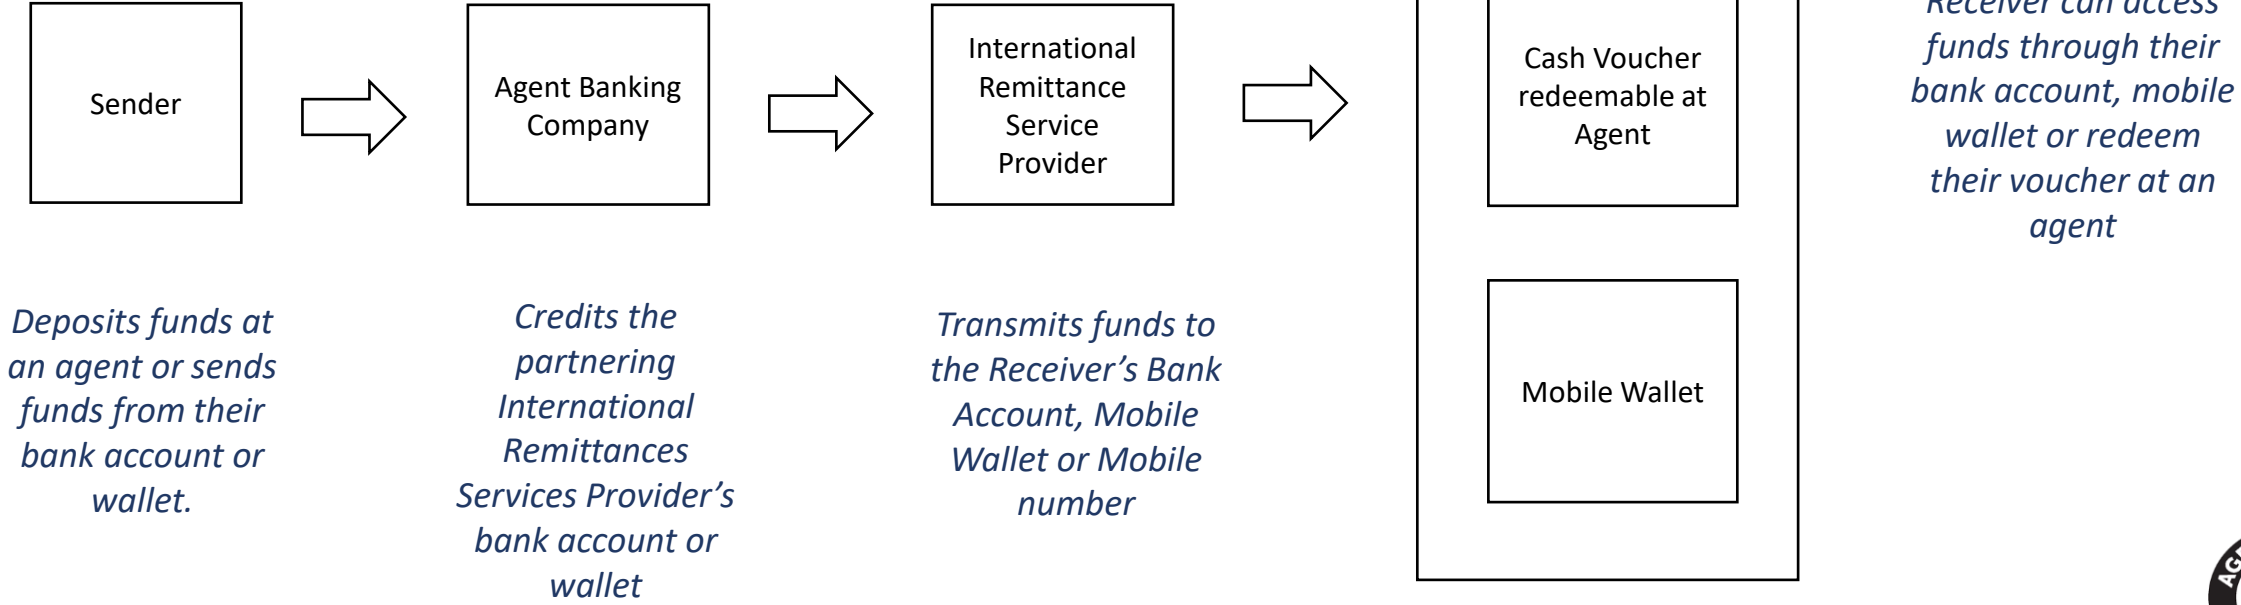 Sender
Agent Banking
Company
International
Remittance
Service
Provider
Cash Voucher
redeemable at
Agent
Receiver can access
funds through their
bank account, mobile
wallet or redeem
their voucher at an
agent
Mobile Wallet
Deposits funds at
an agent or sends
funds from their
bank account or
wallet.
Credits the
partnering
International
Remittances
Services Provider’s
bank account or
wallet
Transmits funds to
the Receiver’s Bank
Account, Mobile
Wallet or Mobile
number